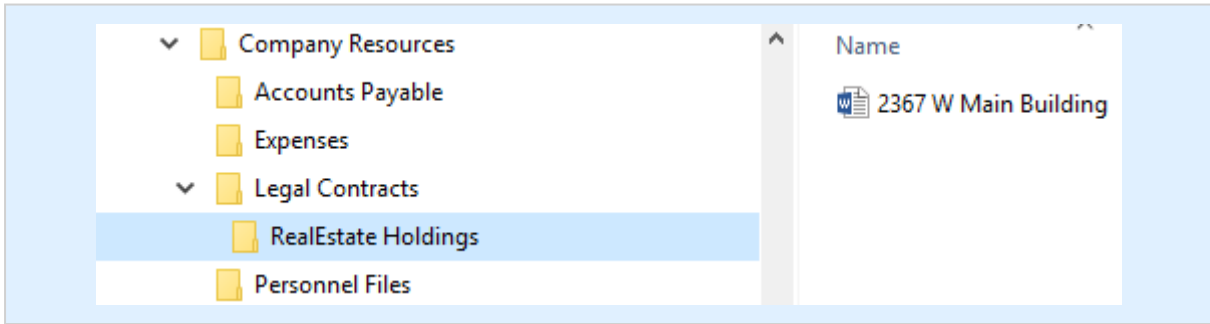 Company Resources
Accounts Payable
Expenses
Legal Contracts
RealEstate Holdings
Personnel Files
Name
2367 W Main Building